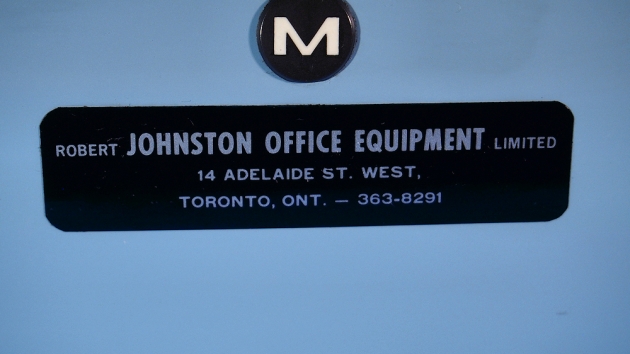 M
ROBERT JOHNSTON OFFICE EQUIPMENT LIMITED
14 ADELAIDE ST. WEST,
TORONTO, ONT. — 363-8291